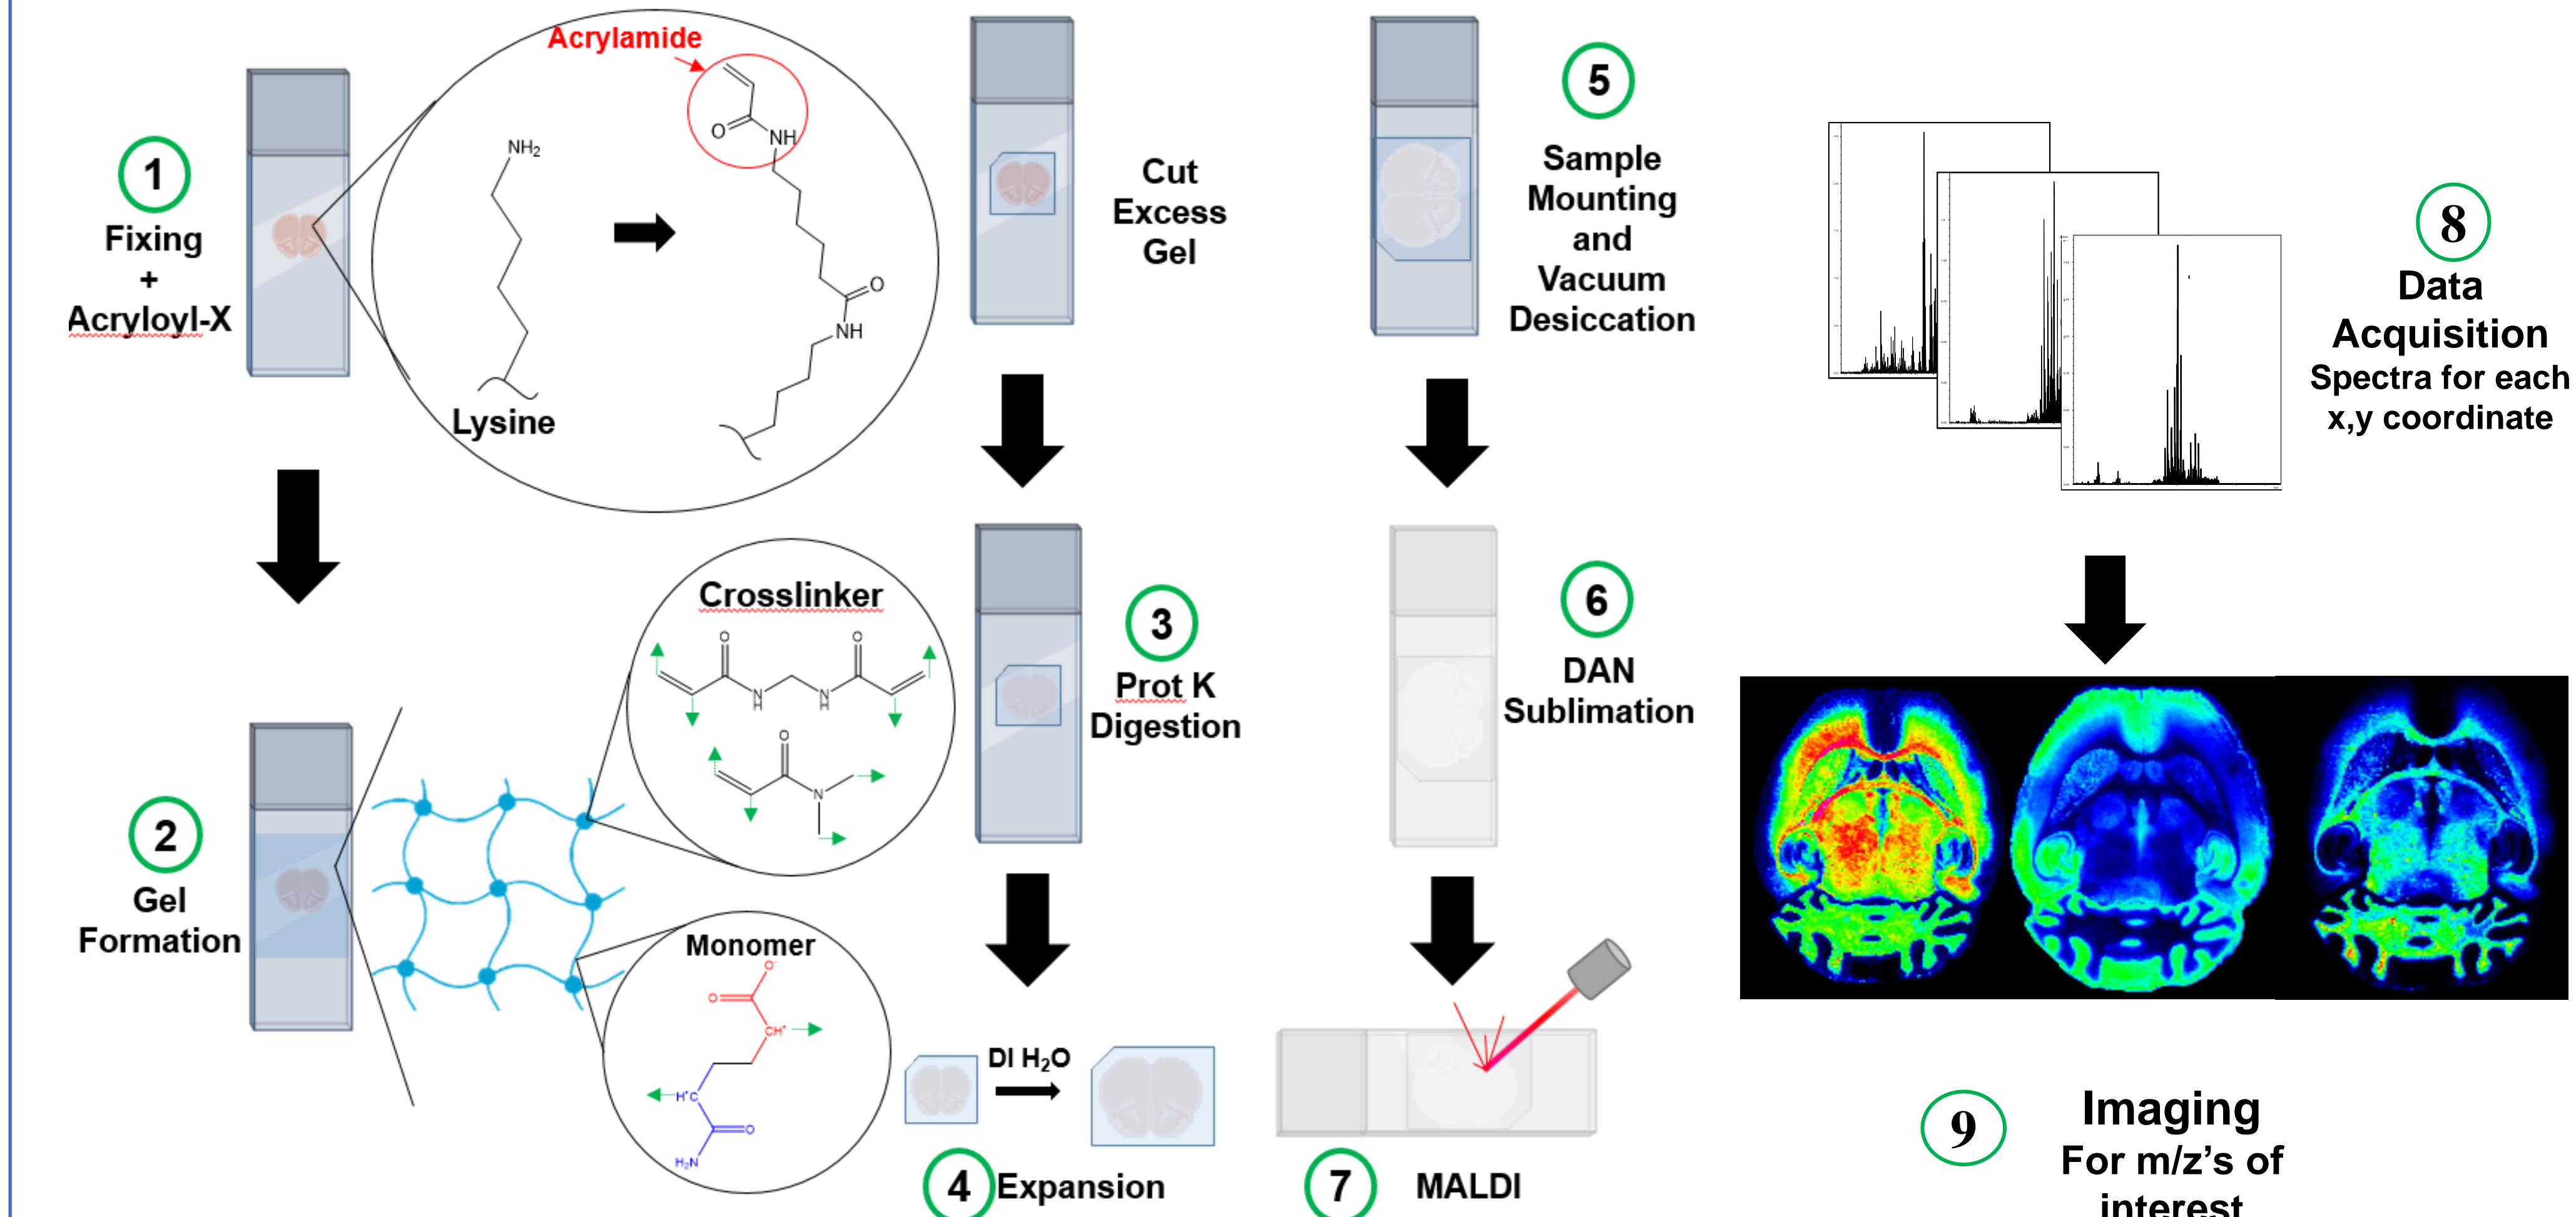 1
Fixing
+
Acryloyl-X
Acrylamide
O
NH
NH₂
O
NH
Lysine
2
Gel
Formation
Crosslinker
O
O
N
H
N
H
O
N
Monomer
O⁻
O
CH*
H*C
O
H₂N
Cut
Excess
Gel
3
Prot K
Digestion
DI H₂O
4 Expansion
5
Sample
Mounting
and
Vacuum
Desiccation
6
DAN
Sublimation
7 MALDI
8
Data
Acquisition
Spectra for each
x,y coordinate
9
Imaging
For m/z’s of
interest